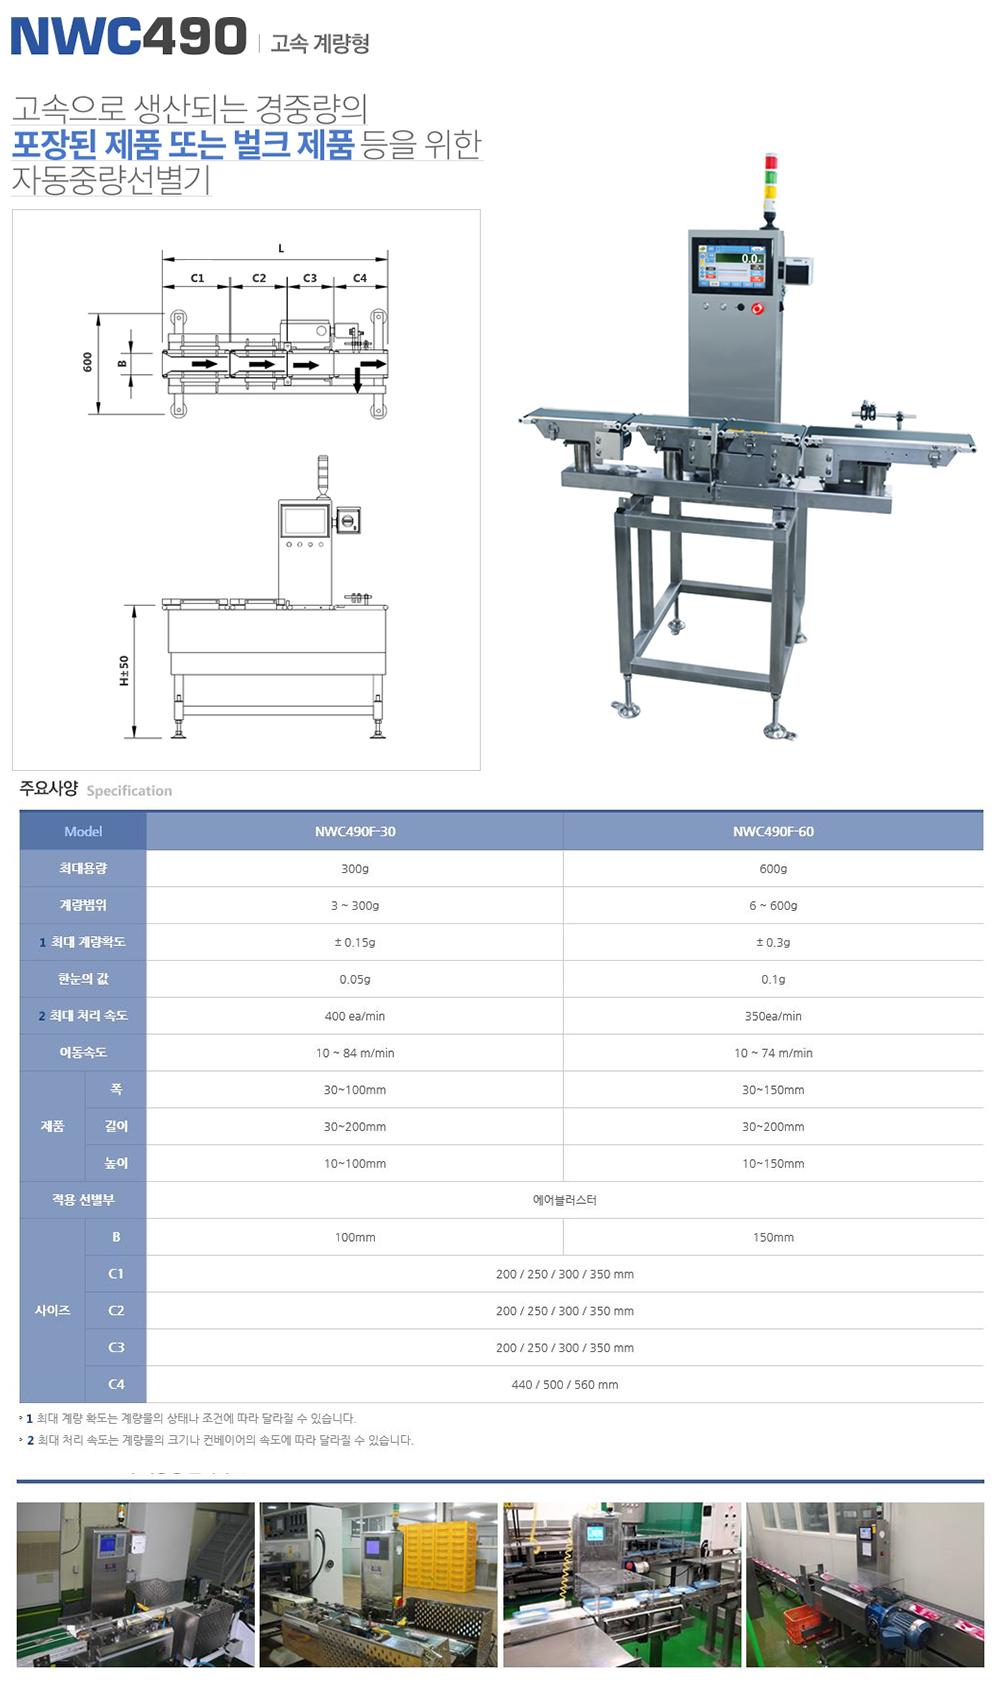 NWC490 고속 계량형
고속으로 생산되는 경중량의
포장된 제품 또는 벌크 제품 등을 위한
자동중량선별기
L
C1 C2 C3 C4
600
B
0.0
H±50
주요사양 Specification
Model NWC490F-30 NWC490F-60
최대용량 300g 600g
계량범위 3 ~ 300g 6 ~ 600g
1 최대 계량확도 ± 0.15g ± 0.3g
한눈의 값 0.05g 0.1g
2 최대 처리 속도 400 ea/min 350ea/min
이동속도 10 ~ 84 m/min 10 ~ 74 m/min
제품 폭 30~100mm 30~150mm
길이 30~200mm 30~200mm
높이 10~100mm 10~150mm
적용 선별부 에어블러스터
사이즈 B 100mm 150mm
C1 200 / 250 / 300 / 350 mm
C2 200 / 250 / 300 / 350 mm
C3 200 / 250 / 300 / 350 mm
C4 440 / 500 / 560 mm
1 최대 계량 확도는 계량물의 상태나 조건에 따라 달라질 수 있습니다.
2 최대 처리 속도는 계량물의 크기나 컨베이어의 속도에 따라 달라질 수 있습니다.